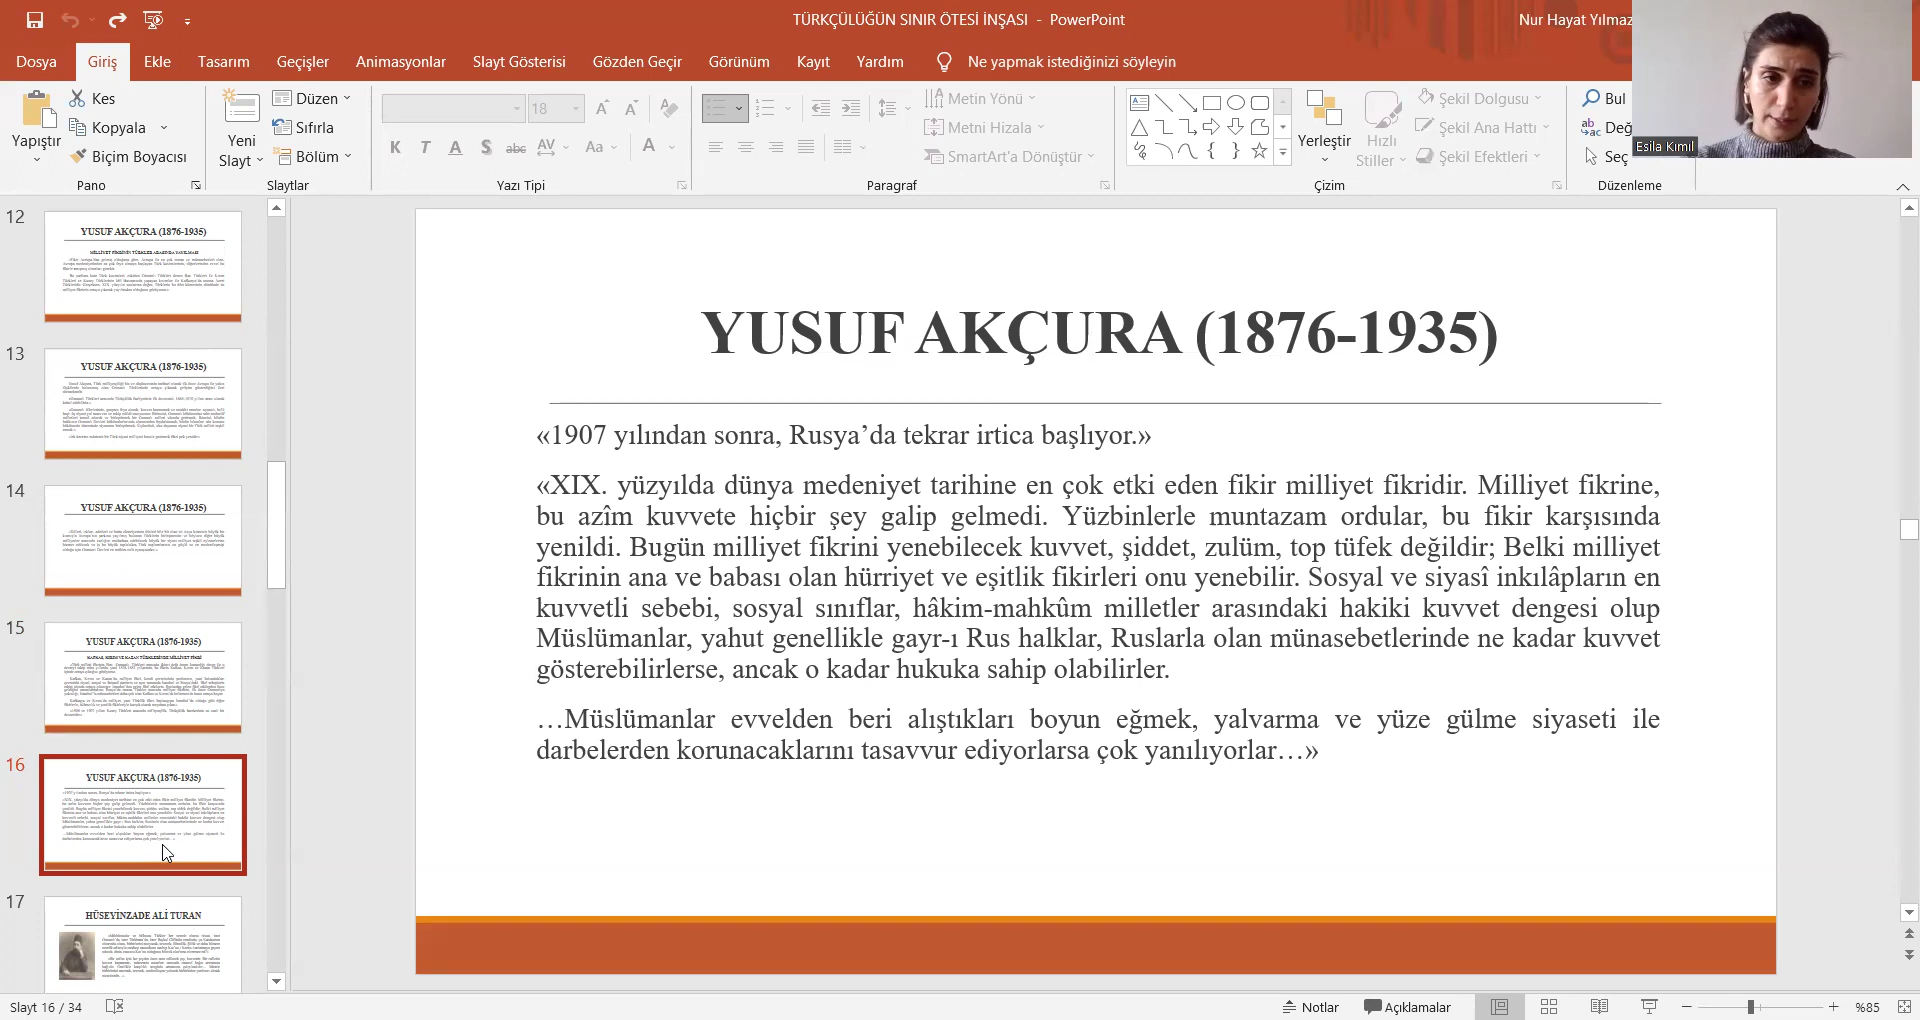 TÜRKÇÜLÜĞÜN SINIR ÖTESİ İNŞASI - PowerPoint
Nur Hayat Yılmaz
Dosya Giriş Ekle Tasarım Geçişler Animasyonlar Slayt Gösterisi Gözden Geçir Görünüm Kayıt Yardım Ne yapmak istediğinizi söyleyin
Yapıştır
Kes
Kopyala
Biçim Boyacısı
Pano
Yeni
Slayt
Düzen
Sıfırla
Bölüm
Slaytlar
18
K T A S abc AV Aa A
Yazı Tipi
Metin Yönü
Metni Hizala
SmartArt'a Dönüştür
Paragraf
Yerleştir
Hızlı
Stiller
Şekil Dolgusu
Şekil Ana Hattı
Şekil Efektleri
Çizim
Bul
Değ
Seç
Düzenleme
Esila Kımıl
12
YUSUF AKÇURA (1876-1935)
13
YUSUF AKÇURA (1876-1935)
14
YUSUF AKÇURA (1876-1935)
15
YUSUF AKÇURA (1876-1935)
16
YUSUF AKÇURA (1876-1935)
17
HÜSEYİNZADE ALİ TURAN
YUSUF AKÇURA (1876-1935)
«1907 yılından sonra, Rusya’da tekrar irtica başlıyor.»
«XIX. yüzyılda dünya medeniyet tarihine en çok etki eden fikir milliyet fikridir. Milliyet fikrine,
bu azîm kuvvete hiçbir şey galip gelmedi. Yüzbinlerle muntazam ordular, bu fikir karşısında
yenildi. Bugün milliyet fikrini yenebilecek kuvvet, şiddet, zulüm, top tüfek değildir; Belki milliyet
fikrinin ana ve babası olan hürriyet ve eşitlik fikirleri onu yenebilir. Sosyal ve siyasî inkılâpların en
kuvvetli sebebi, sosyal sınıflar, hâkim-mahkûm milletler arasındaki hakiki kuvvet dengesi olup
Müslümanlar, yahut genellikle gayr-ı Rus halklar, Ruslarla olan münasebetlerinde ne kadar kuvvet
gösterebilirlerse, ancak o kadar hukuka sahip olabilirler.
…Müslümanlar evvelden beri alıştıkları boyun eğmek, yalvarma ve yüze gülme siyaseti ile
darbelerden korunacaklarını tasavvur ediyorlarsa çok yanılıyorlar…»
Slayt 16 / 34
Notlar
Açıklamalar
%85